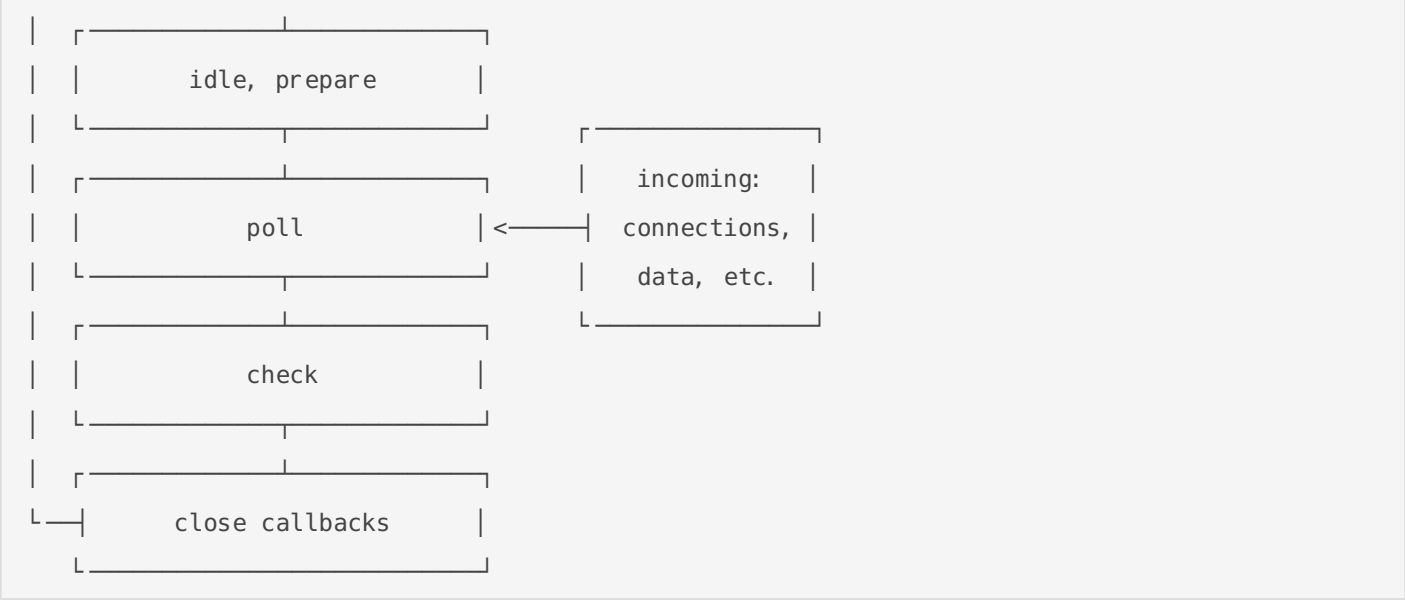 idle, prepare
incoming:
poll
connections,
data, etc.
check
close callbacks